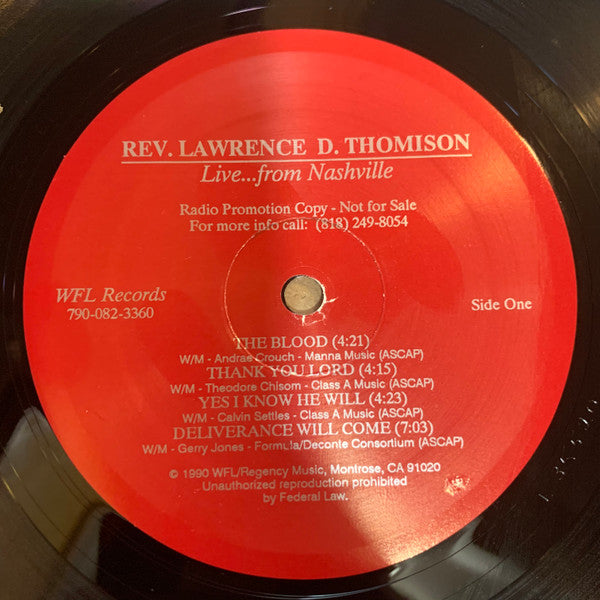 REV. LAWRENCE D. THOMISON
Live...from Nashville
Radio Promotion Copy - Not for Sale
For more info call: (818) 249-8054
WFL Records
790-082-3360
Side One
THE BLOOD (4:21)
W/M - Andrae Crouch - Manna Music (ASCAP)
THANK YOU LORD (4:15)
W/M - Theodore Chisom - Class A Music (ASCAP)
YES I KNOW HE WILL (4:23)
W/M - Calvin Settles - Class A Music (ASCAP)
DELIVERANCE WILL COME (7:03)
W/M - Gerry Jones - Formula/Deconte Consortium (ASCAP)
© 1990 WFL/Regency Music, Montrose, CA 91020
Unauthorized reproduction prohibited
by Federal Law.